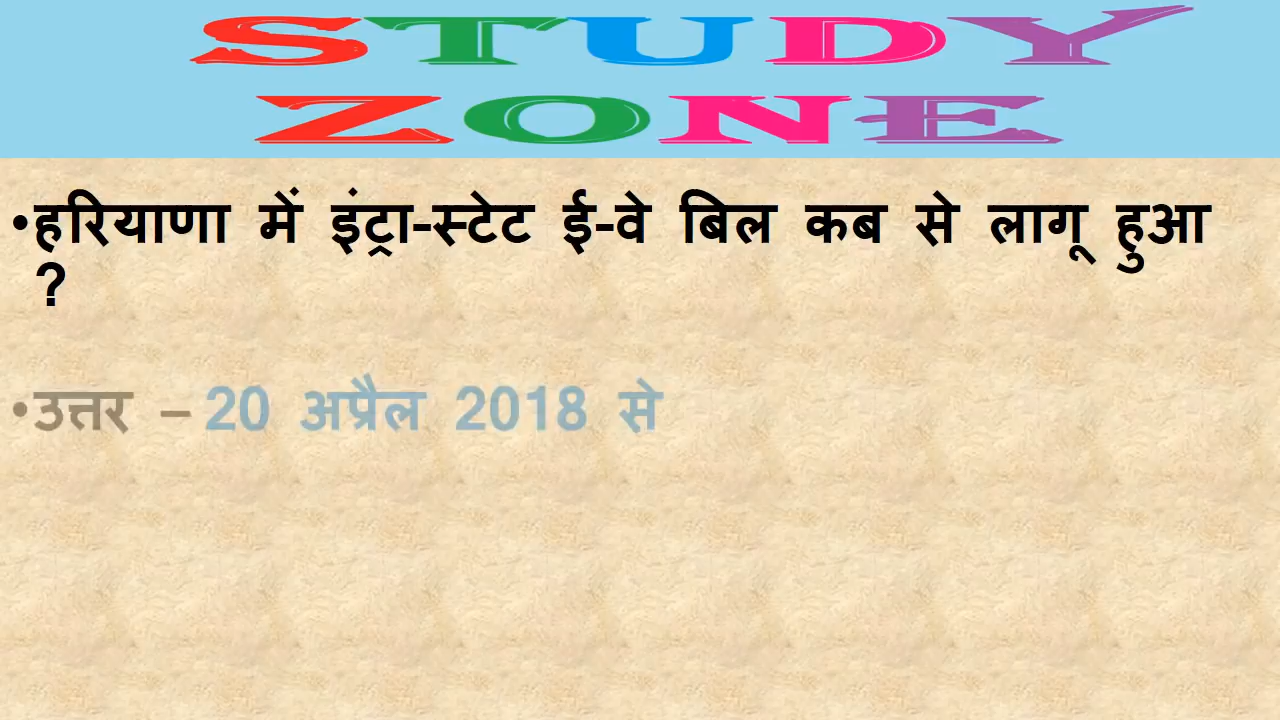 STUDY
ZONE
•हरियाणा में इंट्रा-स्टेट ई-वे बिल कब से लागू हुआ
?
•उत्तर – 20 अप्रैल 2018 से